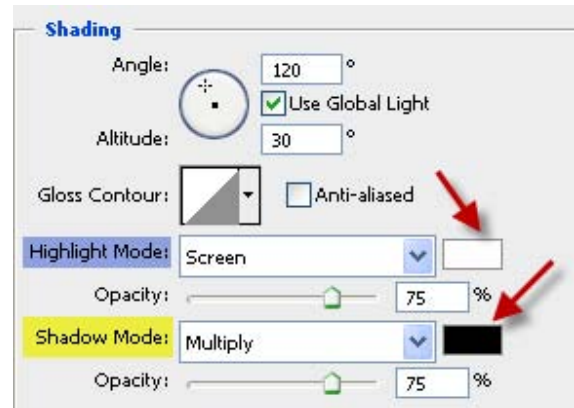 Shading
Angle: 120 °
Use Global Light
Altitude: 30 °
Gloss Contour: Anti-aliased
Highlight Mode: Screen
Opacity: 75 %
Shadow Mode: Multiply
Opacity: 75 %